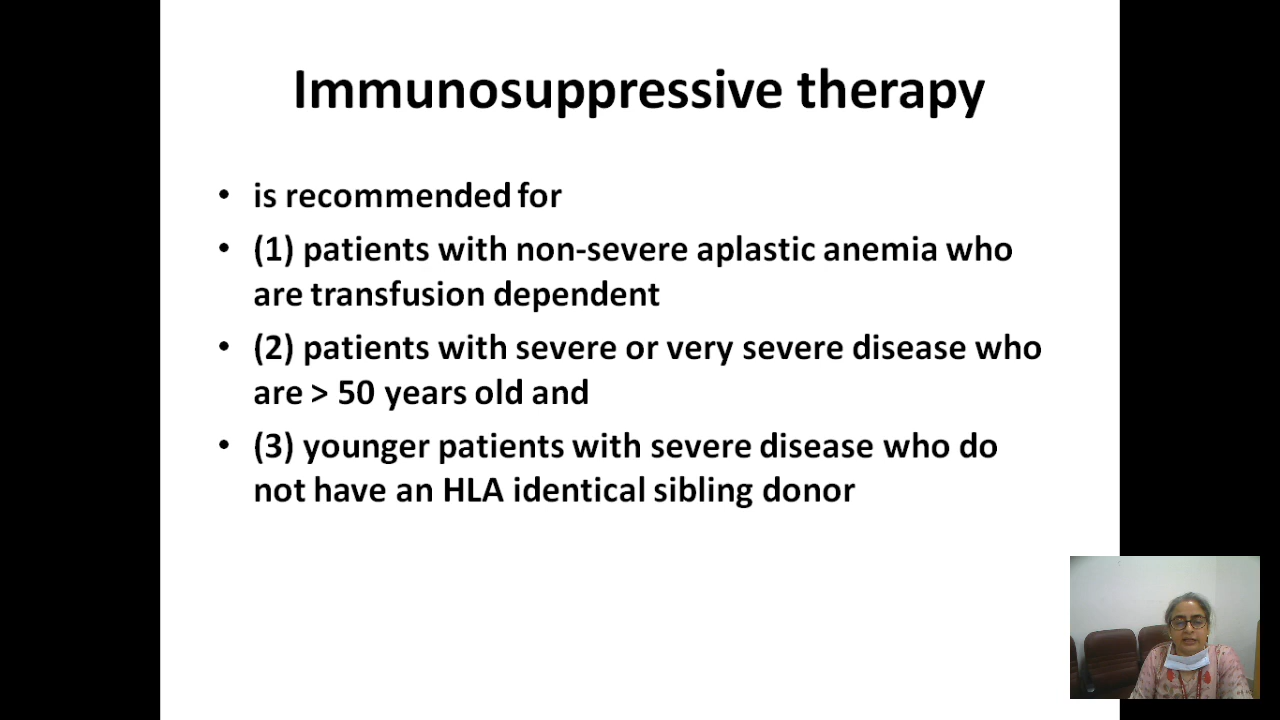 Immunosuppressive therapy
• is recommended for
• (1) patients with non-severe aplastic anemia who
are transfusion dependent
• (2) patients with severe or very severe disease who
are > 50 years old and
• (3) younger patients with severe disease who do
not have an HLA identical sibling donor